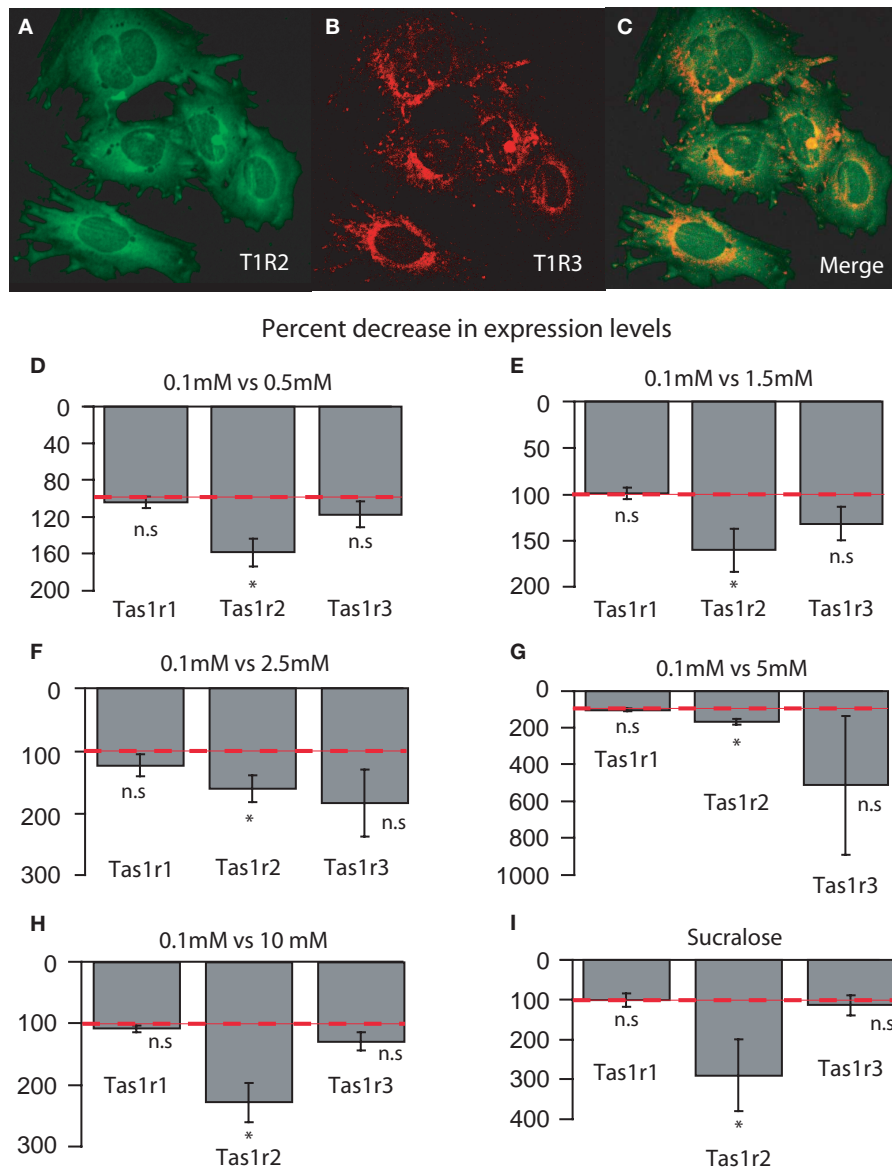 A
B
C
T1R2
T1R3
Merge
Percent decrease in expression levels
D
0.1mM vs 0.5mM
0
40
80
120
160
200
n.s
*
n.s
Tas1r1
Tas1r2
Tas1r3
E
0.1mM vs 1.5mM
0
50
100
150
200
n.s
*
n.s
Tas1r1
Tas1r2
Tas1r3
F
0.1mM vs 2.5mM
0
100
200
300
n.s
*
n.s
Tas1r1
Tas1r2
Tas1r3
G
0.1mM vs 5mM
0
200
400
600
800
1000
n.s
*
n.s
Tas1r1
Tas1r2
Tas1r3
H
0.1mM vs 10 mM
0
100
200
300
n.s
*
n.s
Tas1r1
Tas1r2
Tas1r3
I
Sucralose
0
100
200
300
400
n.s
*
n.s
Tas1r1
Tas1r2
Tas1r3